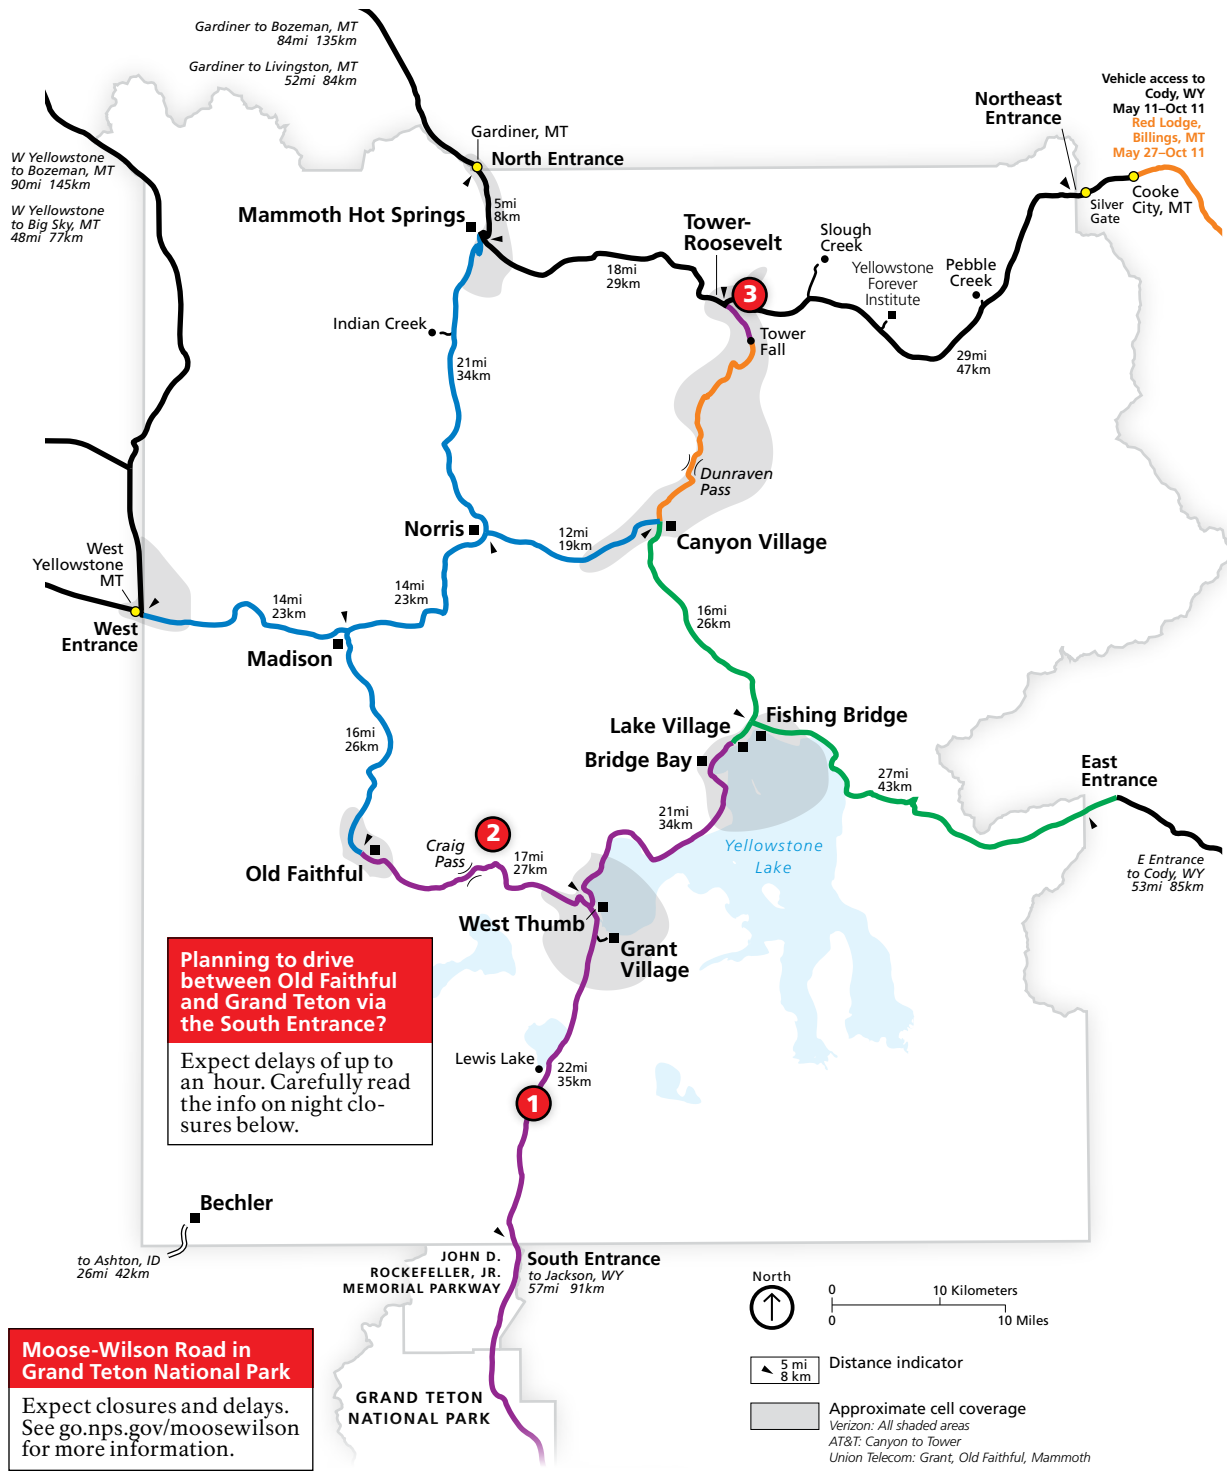 Gardiner to Bozeman, MT
84mi 135km
Gardiner to Livingston, MT
52mi 84km
Vehicle access to
Cody, WY
May 11–Oct 11
Red Lodge,
Billings, MT
May 27–Oct 11
Northeast
Entrance
Gardiner, MT
North Entrance
W Yellowstone
to Bozeman, MT
90mi 145km
W Yellowstone
to Big Sky, MT
48mi 77km
5mi
8km
Mammoth Hot Springs
Silver
Gate
Cooke
City, MT
Tower-
Roosevelt
Slough
Creek
Yellowstone
Forever
Institute
Pebble
Creek
18mi
29km
3
Indian Creek
Tower
Fall
21mi
34km
29mi
47km
Dunraven
Pass
Norris
12mi
19km
Canyon Village
West
Yellowstone
MT
14mi
23km
14mi
23km
16mi
26km
West
Entrance
Madison
Lake Village
Fishing Bridge
Bridge Bay
16mi
26km
27mi
43km
East
Entrance
21mi
34km
2
Craig
Pass
17mi
27km
Yellowstone
Lake
E Entrance
to Cody, WY
53mi 85km
Old Faithful
West Thumb
Grant
Village
Planning to drive
between Old Faithful
and Grand Teton via
the South Entrance?
Expect delays of up to
an hour. Carefully read
the info on night clo-
sures below.
Lewis Lake
22mi
35km
1
Bechler
to Ashton, ID
26mi 42km
JOHN D.
ROCKEFELLER, JR.
MEMORIAL PARKWAY
South Entrance
to Jackson, WY
57mi 91km
North
0 10 Kilometers
0 10 Miles
Moose-Wilson Road in
Grand Teton National Park
Expect closures and delays.
See go.nps.gov/moosewilson
for more information.
GRAND TETON
NATIONAL PARK
5 mi
8 km
Distance indicator
Approximate cell coverage
Verizon: All shaded areas
AT&T: Canyon to Tower
Union Telecom: Grant, Old Faithful, Mammoth